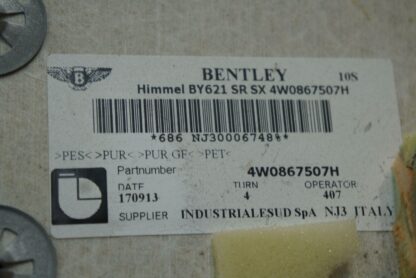 B
BENTLEY 10S
Himmel BY621 SR SX 4W0867507H
*686 NJ30006748%*
>PES< >PUR< >PUR GF< >PET<
Partnumber 4W0867507H
DATE TURN OPERATOR
170913 4 407
SUPPLIER INDUSTRIALESUD SpA NJ3 ITALY